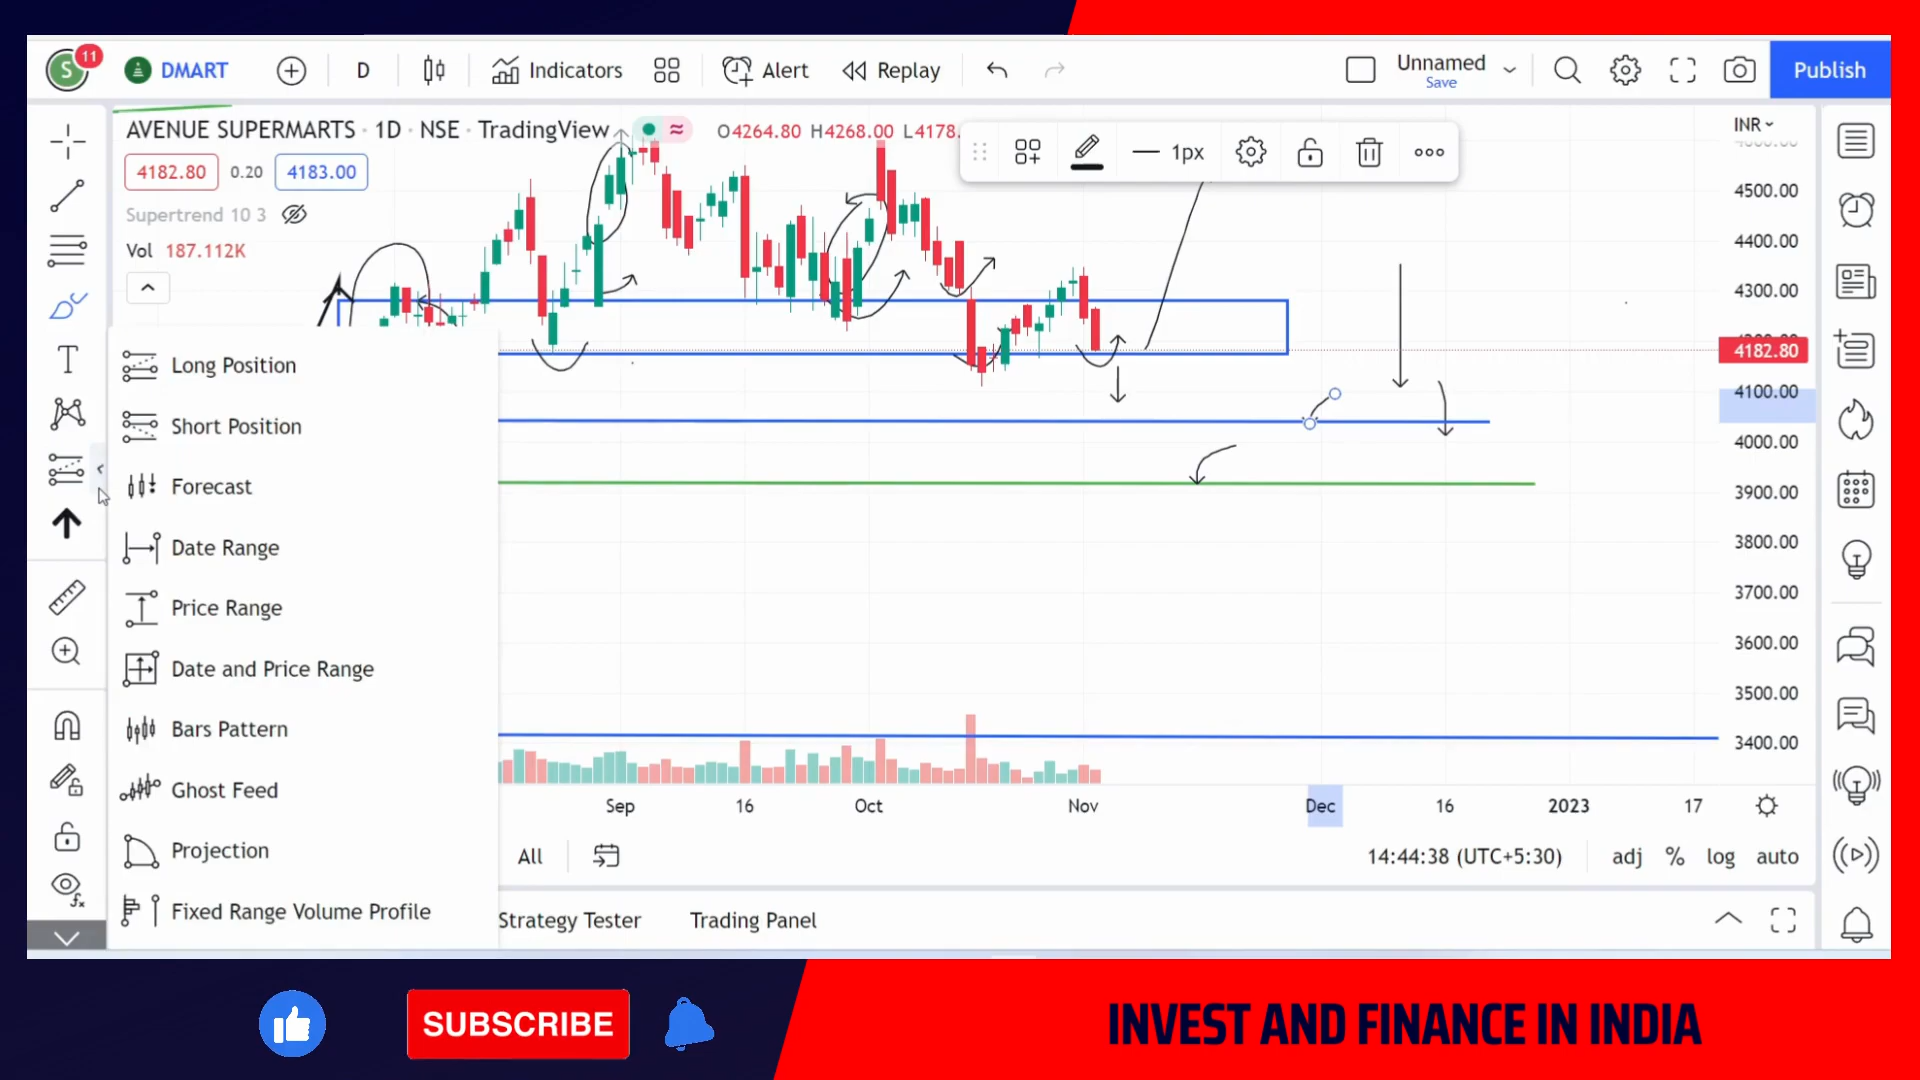 S 11 DMART D Indicators Alert Replay Unnamed Save Publish
AVENUE SUPERMARTS · 1D · NSE · TradingView O4264.80 H4268.00 L4178. 1px INR
4182.80 0.20 4183.00
Supertrend 10 3
Vol 187.112K
4500.00
4400.00
4300.00
4182.80
4100.00
4000.00
3900.00
3800.00
3700.00
3600.00
3500.00
3400.00
T
Long Position
Short Position
Forecast
Date Range
Price Range
Date and Price Range
Bars Pattern
Ghost Feed
Projection
Fixed Range Volume Profile
Sep 16 Oct Nov Dec 16 2023 17
All 14:44:38 (UTC+5:30) adj % log auto
Strategy Tester Trading Panel
SUBSCRIBE
INVEST AND FINANCE IN INDIA